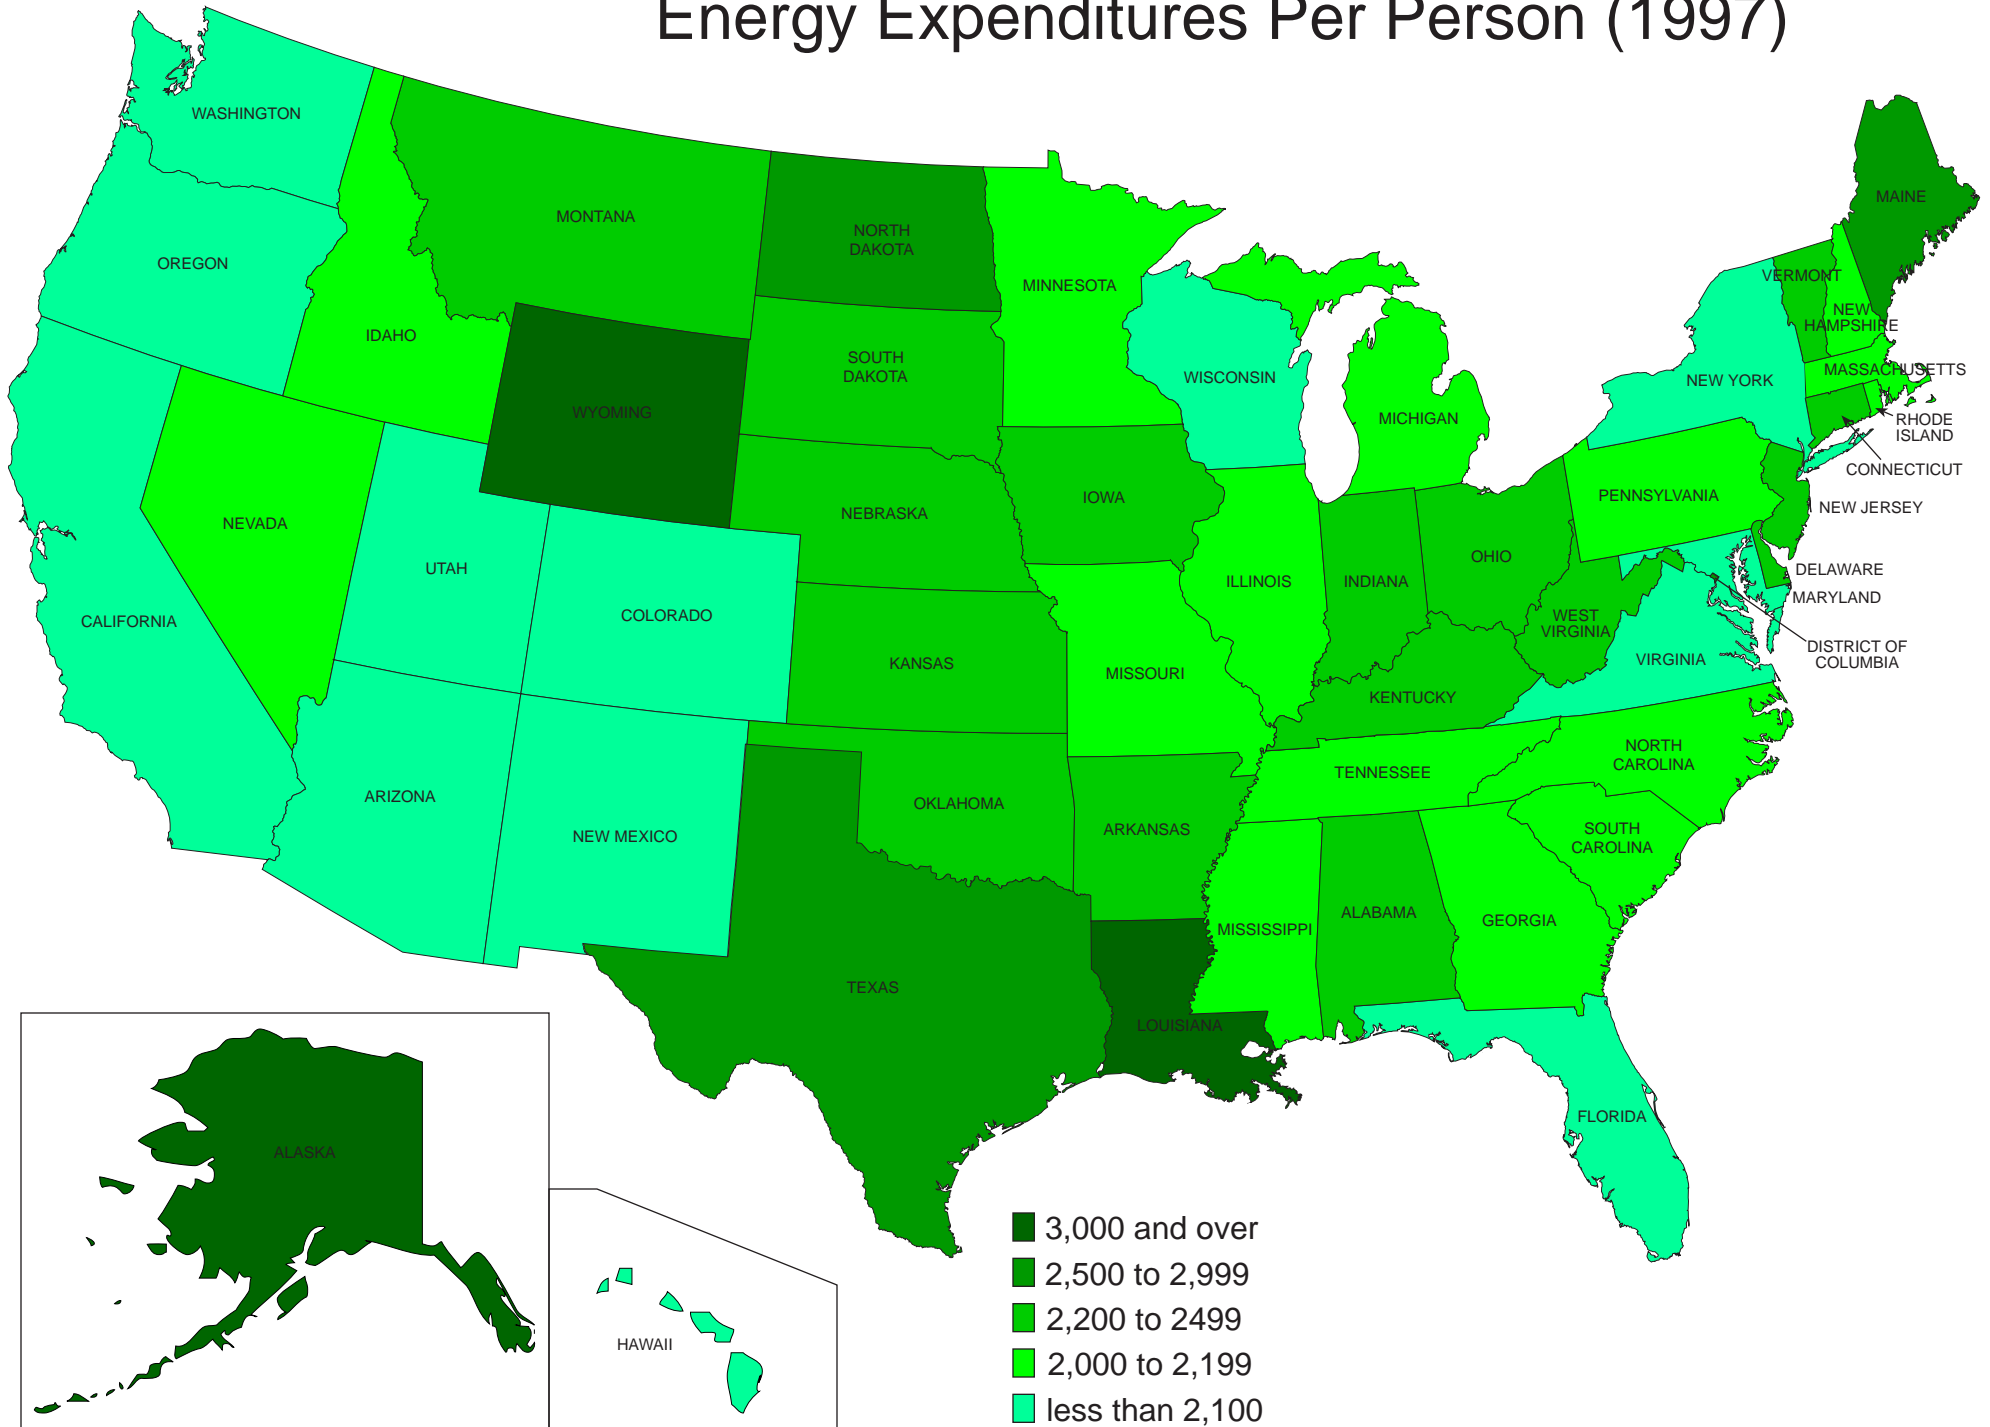 Energy Expenditures Per Person (1997)
WASHINGTON
OREGON
CALIFORNIA
NEVADA
IDAHO
MONTANA
WYOMING
UTAH
COLORADO
ARIZONA
NEW MEXICO
NORTH
DAKOTA
SOUTH
DAKOTA
NEBRASKA
KANSAS
OKLAHOMA
TEXAS
MINNESOTA
IOWA
MISSOURI
ARKANSAS
LOUISIANA
WISCONSIN
ILLINOIS
MICHIGAN
INDIANA
OHIO
KENTUCKY
TENNESSEE
MISSISSIPPI
ALABAMA
GEORGIA
FLORIDA
SOUTH
CAROLINA
NORTH
CAROLINA
VIRGINIA
WEST
VIRGINIA
PENNSYLVANIA
NEW YORK
VERMONT
NEW
HAMPSHIRE
MAINE
MASSACHUSETTS
RHODE
ISLAND
CONNECTICUT
NEW JERSEY
DELAWARE
MARYLAND
DISTRICT OF
COLUMBIA
ALASKA
HAWAII
3,000 and over
2,500 to 2,999
2,200 to 2499
2,000 to 2,199
less than 2,100